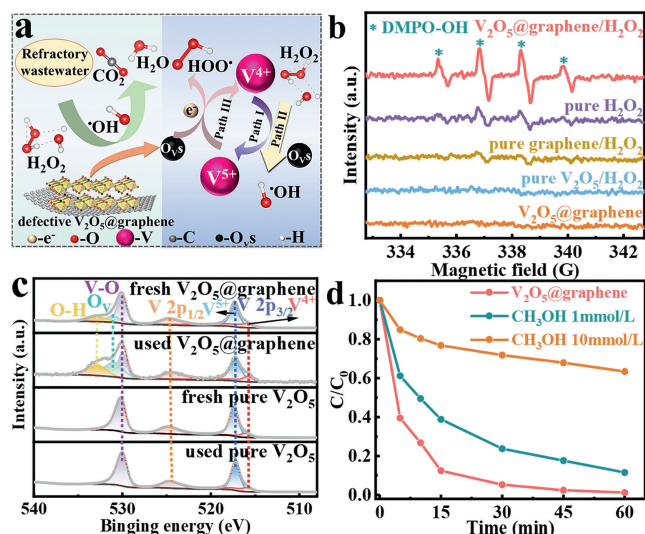 a
Refractory
wastewater
CO₂
H₂O
HOO•
V⁴⁺
H₂O₂
•OH
e⁻
Path III
Path I
Path II
H₂O₂
OᵥS
V⁵⁺
OᵥS
•OH
defective V₂O₅@graphene
-e⁻ -O -V -C -Oᵥs -H
b
* DMPO-OH V₂O₅@graphene/H₂O₂
pure H₂O₂
pure graphene/H₂O₂
pure V₂O₅/H₂O₂
V₂O₅@graphene
Intensity (a.u.)
334 336 338 340 342
Magnetic field (G)
c
V-O fresh V₂O₅@graphene
O-H Oᵥ V 2p₁/₂ V⁵⁺ V 2p₃/₂ V⁴⁺
used V₂O₅@graphene
fresh pure V₂O₅
used pure V₂O₅
Intensity (a.u.)
540 530 520 510
Binging energy (eV)
d
V₂O₅@graphene
CH₃OH 1mmol/L
CH₃OH 10mmol/L
C/C₀
1.0
0.8
0.6
0.4
0.2
0.0
0 15 30 45 60
Time (min)